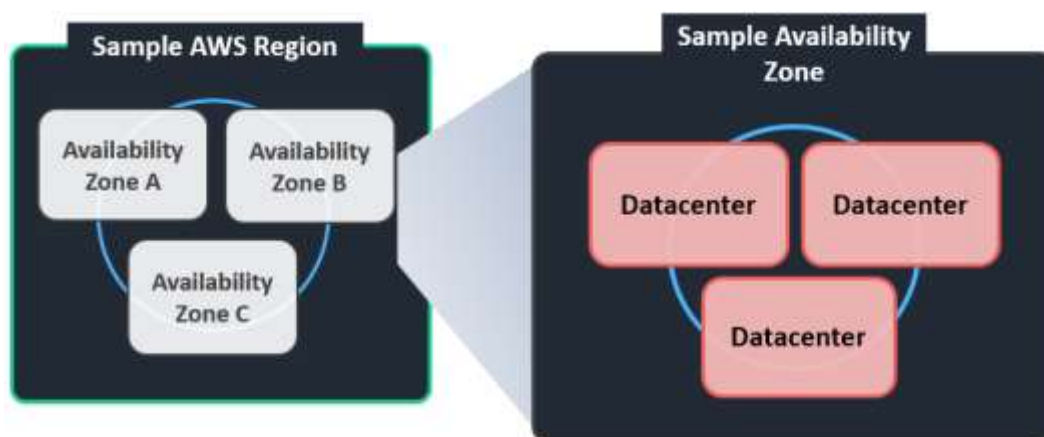 Sample AWS Region
Availability
Zone A
Availability
Zone B
Availability
Zone C
Sample Availability
Zone
Datacenter
Datacenter
Datacenter